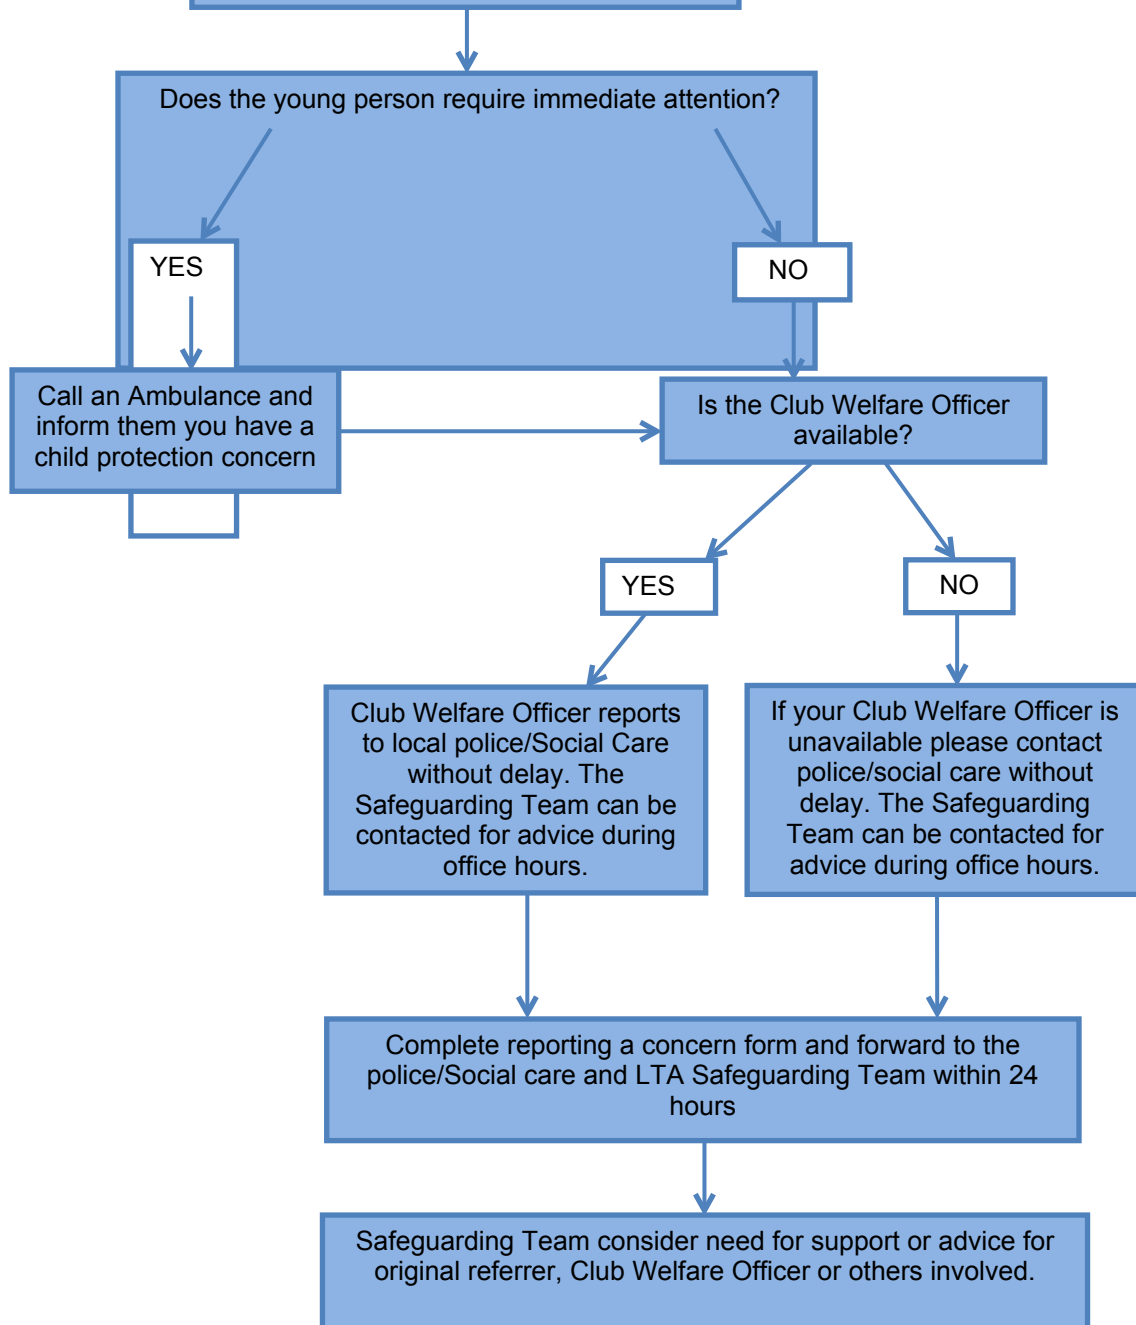 Does the young person require immediate attention?
YES
NO
Call an Ambulance and
inform them you have a
child protection concern
Is the Club Welfare Officer
available?
YES
NO
Club Welfare Officer reports
to local police/Social Care
without delay. The
Safeguarding Team can be
contacted for advice during
office hours.
If your Club Welfare Officer is
unavailable please contact
police/social care without
delay. The Safeguarding
Team can be contacted for
advice during office hours.
Complete reporting a concern form and forward to the
police/Social care and LTA Safeguarding Team within 24
hours
Safeguarding Team consider need for support or advice for
original referrer, Club Welfare Officer or others involved.